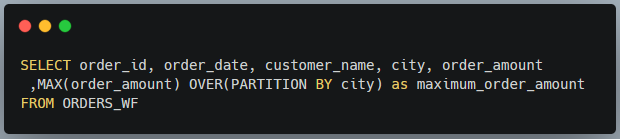 SELECT order_id, order_date, customer_name, city, order_amount
,MAX(order_amount) OVER(PARTITION BY city) as maximum_order_amount
FROM ORDERS_WF